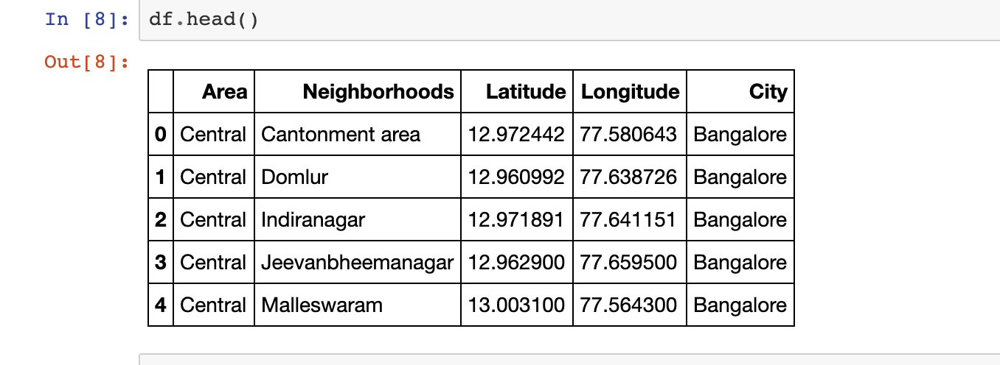 In [8]: df.head()
Out[8]:
Area Neighborhoods Latitude Longitude City
0 Central Cantonment area 12.972442 77.580643 Bangalore
1 Central Domlur 12.960992 77.638726 Bangalore
2 Central Indiranagar 12.971891 77.641151 Bangalore
3 Central Jeevanbheemanagar 12.962900 77.659500 Bangalore
4 Central Malleswaram 13.003100 77.564300 Bangalore